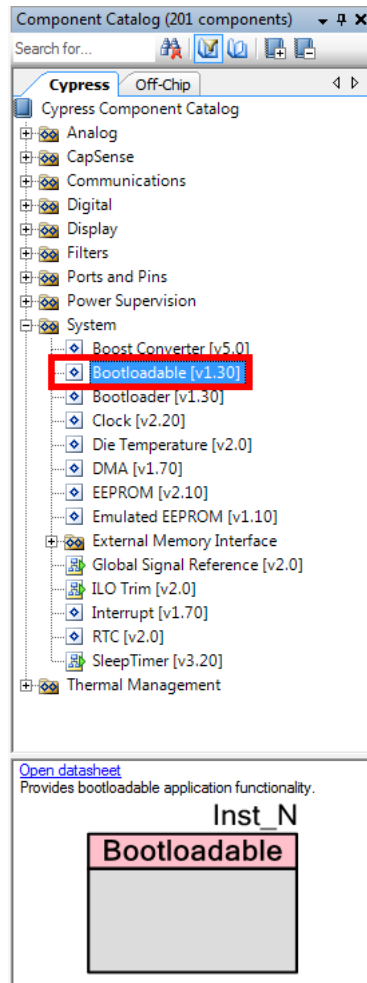 Component Catalog (201 components)
Search for...
Cypress
Off-Chip
Cypress Component Catalog
Analog
CapSense
Communications
Digital
Display
Filters
Ports and Pins
Power Supervision
System
Boost Converter [v5.0]
Bootloadable [v1.30]
Bootloader [v1.30]
Clock [v2.20]
Die Temperature [v2.0]
DMA [v1.70]
EEPROM [v2.10]
Emulated EEPROM [v1.10]
External Memory Interface
Global Signal Reference [v2.0]
ILO Trim [v2.0]
Interrupt [v1.70]
RTC [v2.0]
SleepTimer [v3.20]
Thermal Management
Open datasheet
Provides bootloadable application functionality.
Inst_N
Bootloadable